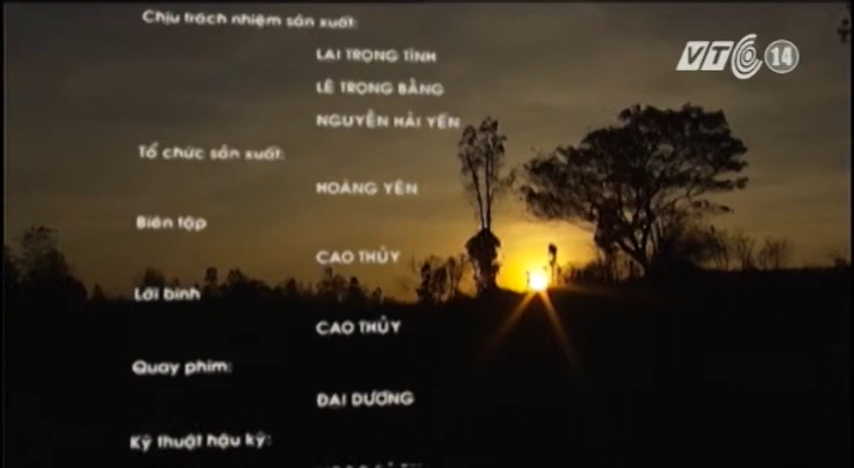 Chịu trách nhiệm sản xuất:
VTC 14
LẠI TRỌNG TÌNH
LÊ TRỌNG BẰNG
NGUYỄN HẢI YẾN
Tổ chức sản xuất:
HOÀNG YÊN
Biên tập
CAO THỦY
Lời bình
CAO THỦY
Quay phim:
ĐẠI DƯƠNG
Kỹ thuật hậu kỳ: